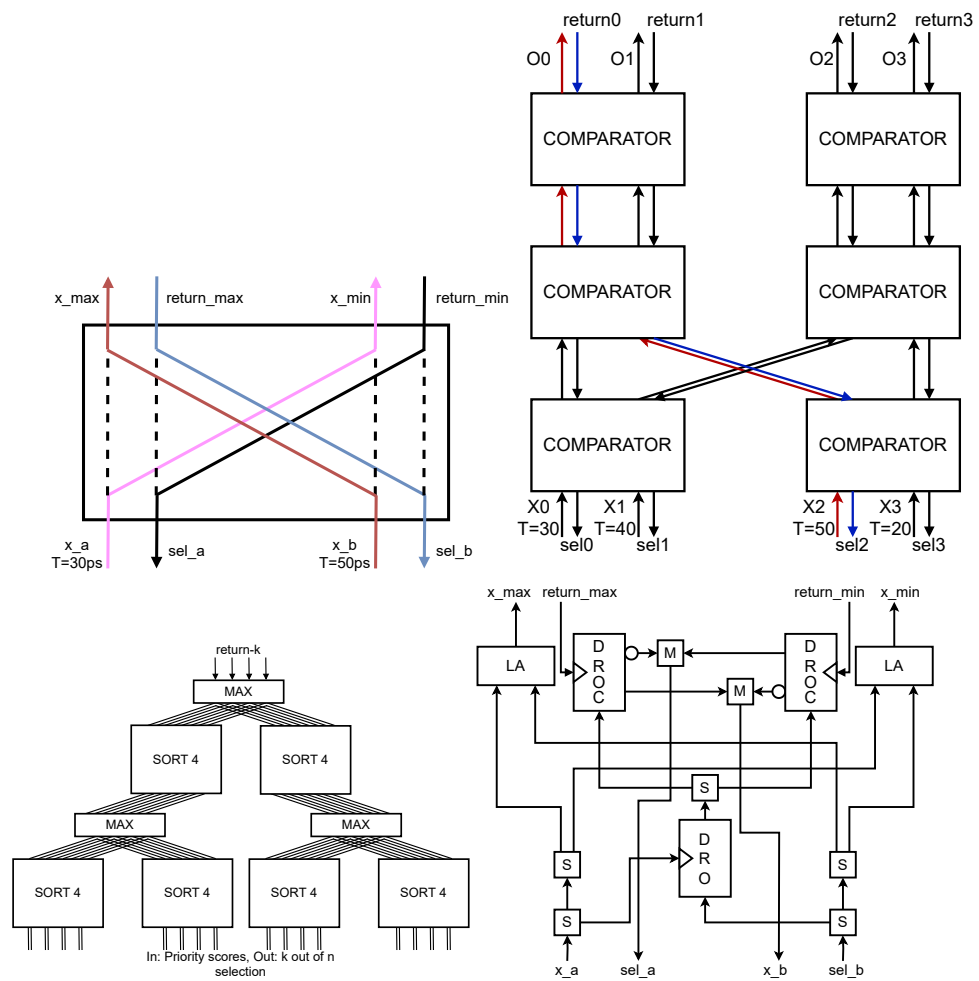 return0 return1 return2 return3
O0 O1 O2 O3
COMPARATOR COMPARATOR
COMPARATOR COMPARATOR
COMPARATOR COMPARATOR
X0 X1 X2 X3
T=30 T=40 T=50 T=20
sel0 sel1 sel2 sel3
x_max return_max x_min return_min
x_a sel_a x_b sel_b
T=30ps T=50ps
return-k
MAX
SORT 4 SORT 4
MAX MAX
SORT 4 SORT 4 SORT 4 SORT 4
In: Priority scores, Out: k out of n
selection
x_max return_max return_min x_min
LA D M D LA
R R
O O
C M C
S
D
R
O
S S
S S
x_a sel_a x_b sel_b